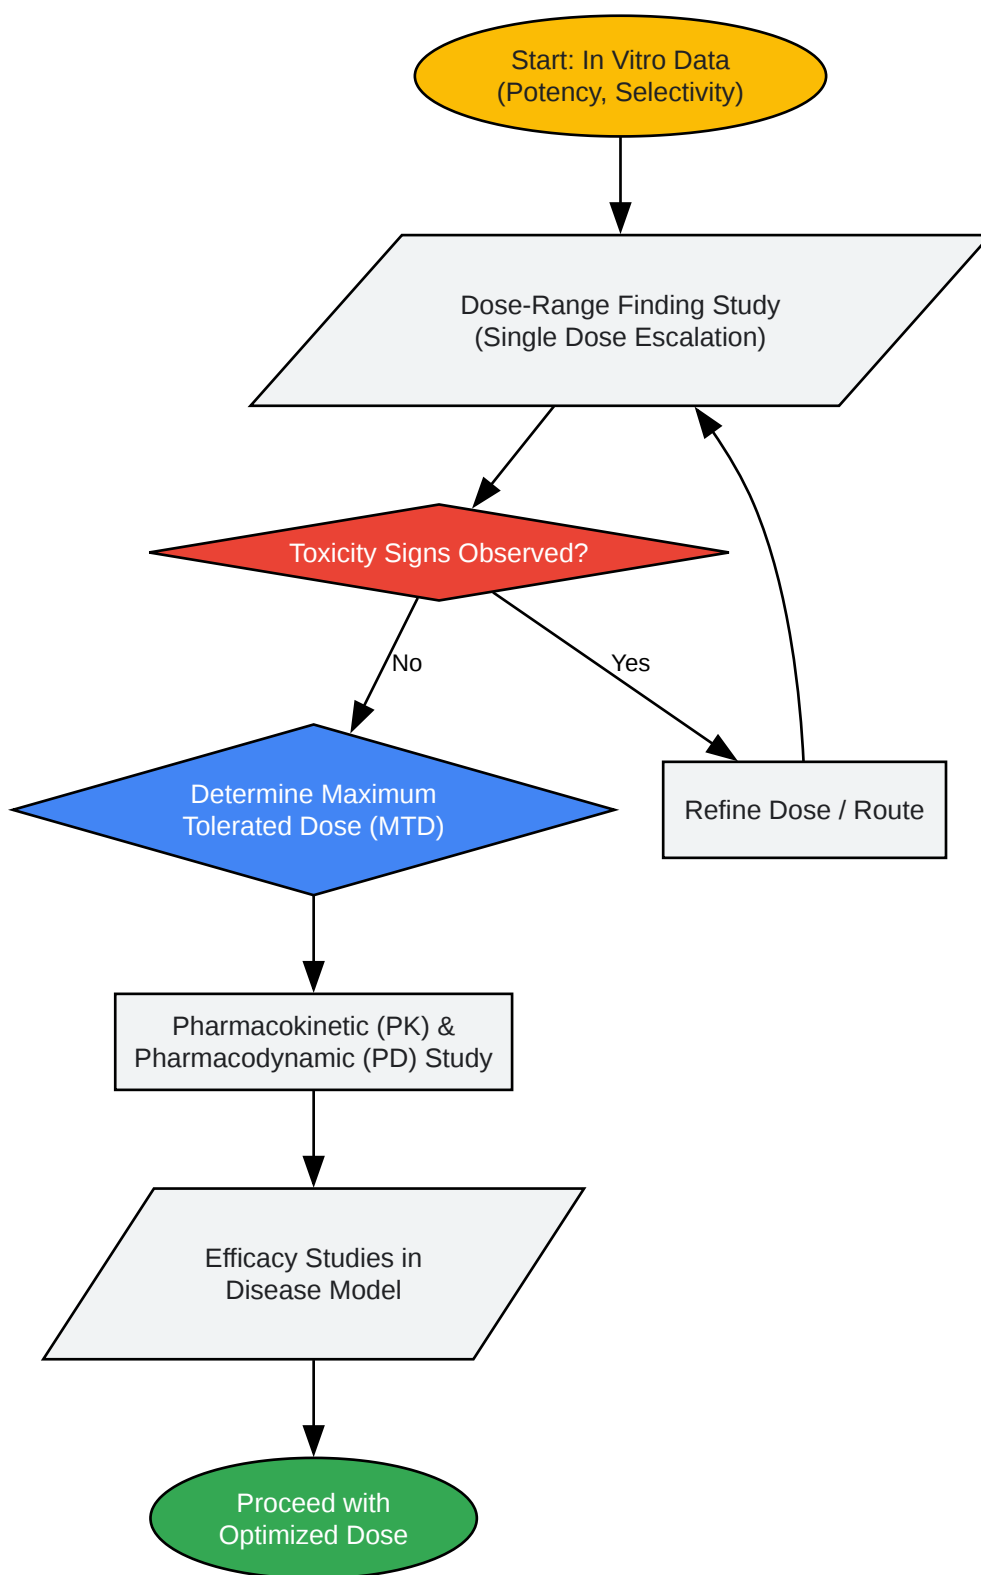 Start: In Vitro Data
(Potency, Selectivity)
Dose-Range Finding Study
(Single Dose Escalation)
Toxicity Signs Observed?
No
Yes
Determine Maximum
Tolerated Dose (MTD)
Refine Dose / Route
Pharmacokinetic (PK) &
Pharmacodynamic (PD) Study
Efficacy Studies in
Disease Model
Proceed with
Optimized Dose